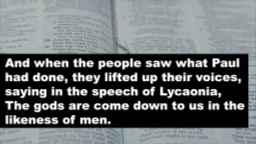 And when the people saw what Paul
had done, they lifted up their voices,
saying in the speech of Lycaonia,
The gods are come down to us in the
likeness of men.